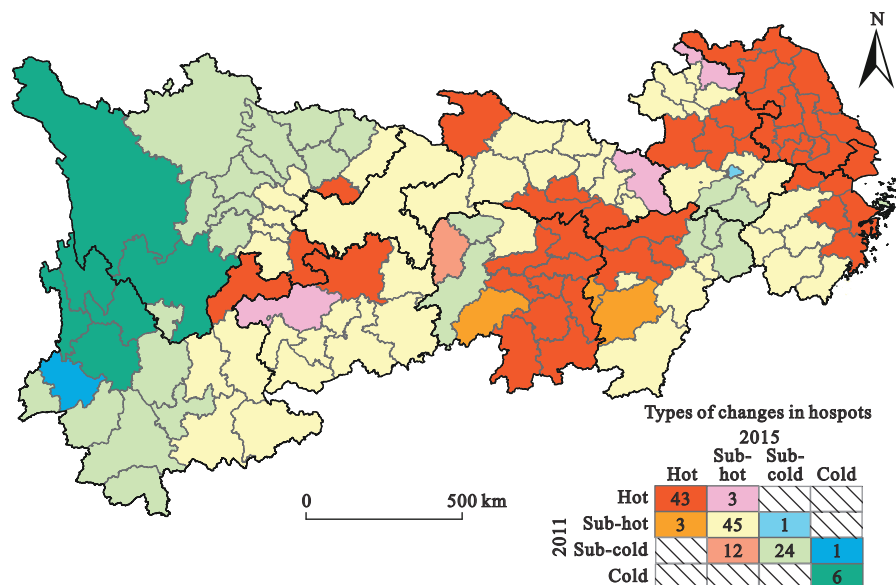 N
0 500 km
Types of changes in hospots
2015
Hot Sub-hot Sub-cold Cold
2011
Hot 43 3
Sub-hot 3 45 1
Sub-cold 12 24 1
Cold 6